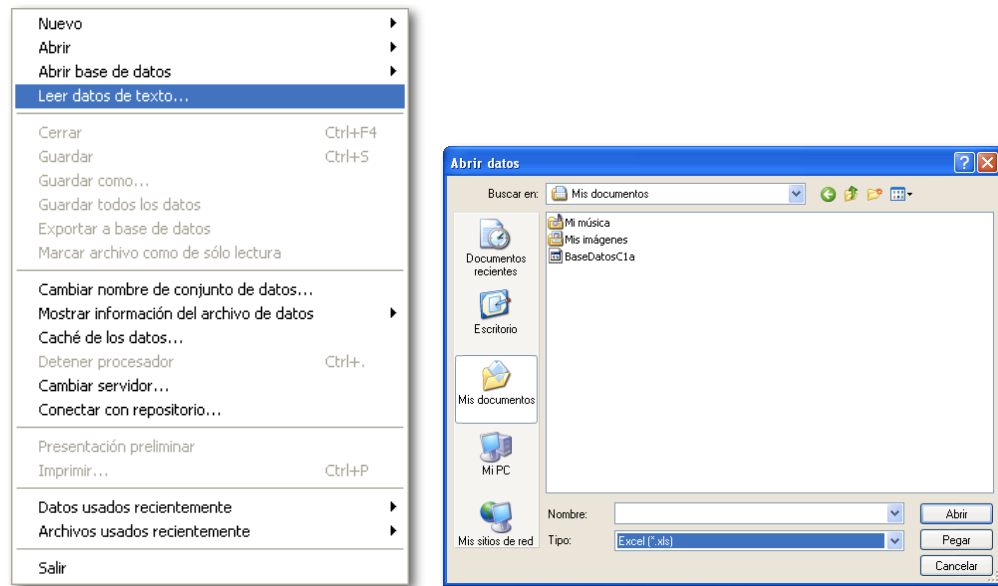 Nuevo
Abrir
Abrir base de datos
Leer datos de texto...
Cerrar Ctrl+F4
Guardar Ctrl+S
Guardar como...
Guardar todos los datos
Exportar a base de datos
Marcar archivo como de sólo lectura
Cambiar nombre de conjunto de datos...
Mostrar información del archivo de datos
Caché de los datos...
Detener procesador Ctrl+.
Cambiar servidor...
Conectar con repositorio...
Presentación preliminar
Imprimir... Ctrl+P
Datos usados recientemente
Archivos usados recientemente
Salir
Abrir datos
Buscar en: Mis documentos
Documentos
recientes
Escritorio
Mis documentos
Mi PC
Mis sitios de red
Mi música
Mis imágenes
BaseDatosC1a
Nombre:
Abrir
Tipo: Excel (*.xls)
Pegar
Cancelar